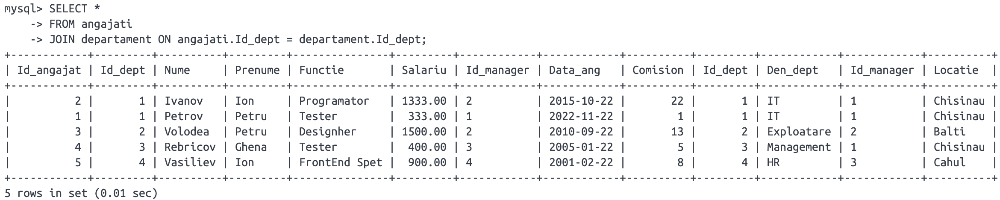 mysql> SELECT *
    -> FROM angajati
    -> JOIN departament ON angajati.Id_dept = departament.Id_dept;
+------------+---------+----------+---------+---------------+---------+------------+------------+----------+---------+------------+------------+----------+
| Id_angajat | Id_dept | Nume     | Prenume | Functie       | Salariu | Id_manager | Data_ang   | Comision | Id_dept | Den_dept   | Id_manager | Locatie  |
+------------+---------+----------+---------+---------------+---------+------------+------------+----------+---------+------------+------------+----------+
|          2 |       1 | Ivanov   | Ion     | Programator   | 1333.00 | 2          | 2015-10-22 |       22 |       1 | IT         | 1          | Chisinau |
|          1 |       1 | Petrov   | Petru   | Tester        |  333.00 | 1          | 2022-11-22 |        1 |       1 | IT         | 1          | Chisinau |
|          3 |       2 | Volodea  | Petru   | Designher     | 1500.00 | 2          | 2010-09-22 |       13 |       2 | Exploatare | 2          | Balti    |
|          4 |       3 | Rebricov | Ghena   | Tester        |  400.00 | 3          | 2005-01-22 |        5 |       3 | Management | 1          | Chisinau |
|          5 |       4 | Vasiliev | Ion     | FrontEnd Spet |  900.00 | 4          | 2001-02-22 |        8 |       4 | HR         | 3          | Cahul    |
+------------+---------+----------+---------+---------------+---------+------------+------------+----------+---------+------------+------------+----------+
5 rows in set (0.01 sec)